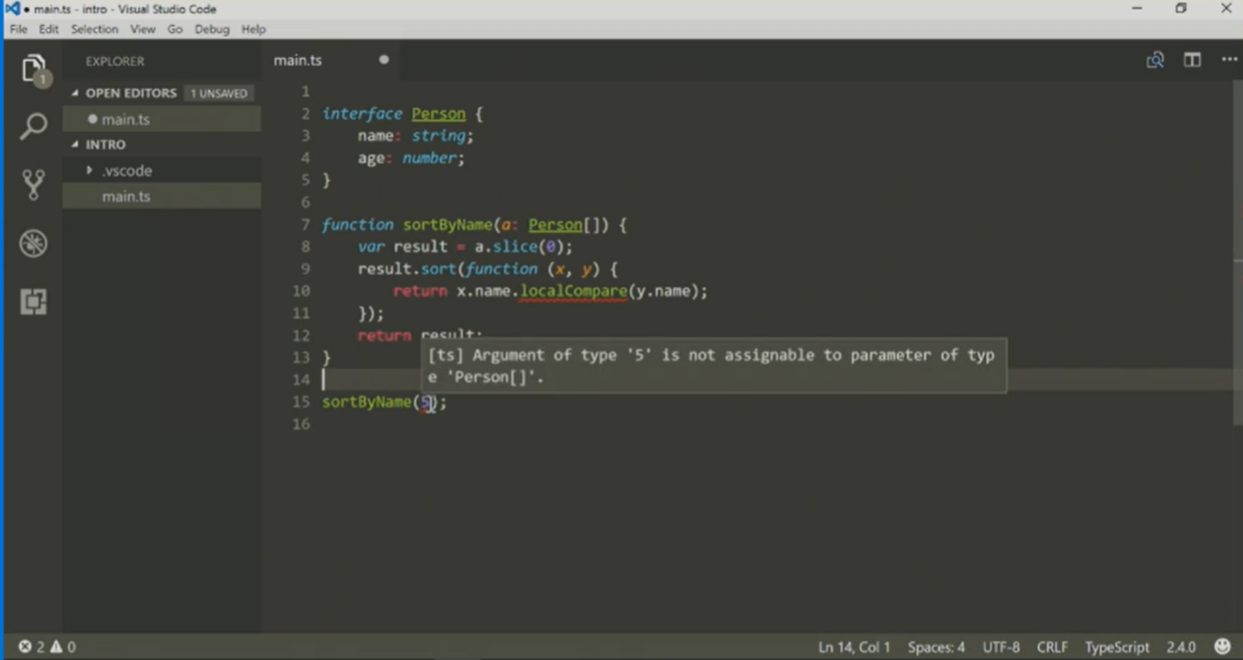 ● main.ts - intro - Visual Studio Code
File Edit Selection View Go Debug Help
EXPLORER
1
OPEN EDITORS 1 UNSAVED
● main.ts
INTRO
.vscode
main.ts
main.ts ●
1
2 interface Person {
3 name: string;
4 age: number;
5 }
6
7 function sortByName(a: Person[]) {
8 var result = a.slice(0);
9 result.sort(function (x, y) {
10 return x.name.localCompare(y.name);
11 });
12 return result;
[ts] Argument of type '5' is not assignable to parameter of typ
e 'Person[]'.
13 }
14
15 sortByName(5);
16
2 0 Ln 14, Col 1 Spaces: 4 UTF-8 CRLF TypeScript 2.4.0